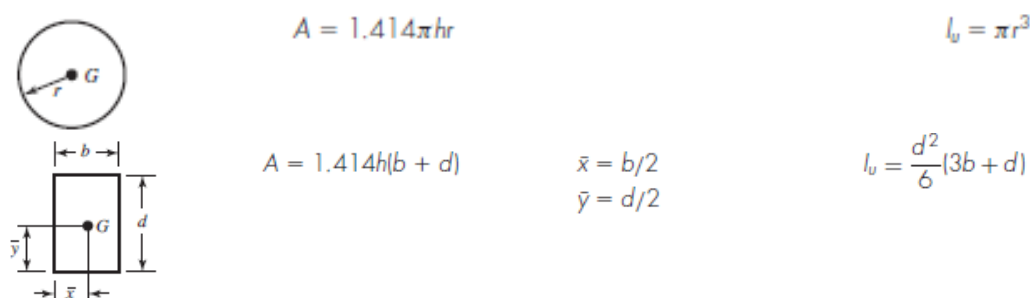 A = 1.414πhr
I_u = πr³
G
r
b
A = 1.414h(b + d)
x̄ = b/2
ȳ = d/2
I_u = d²/6 (3b + d)
G
d
ȳ
x̄